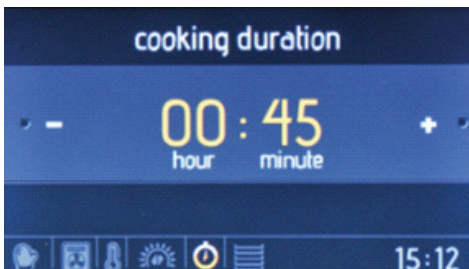 cooking duration
- 00 : 45 +
hour minute
15:12